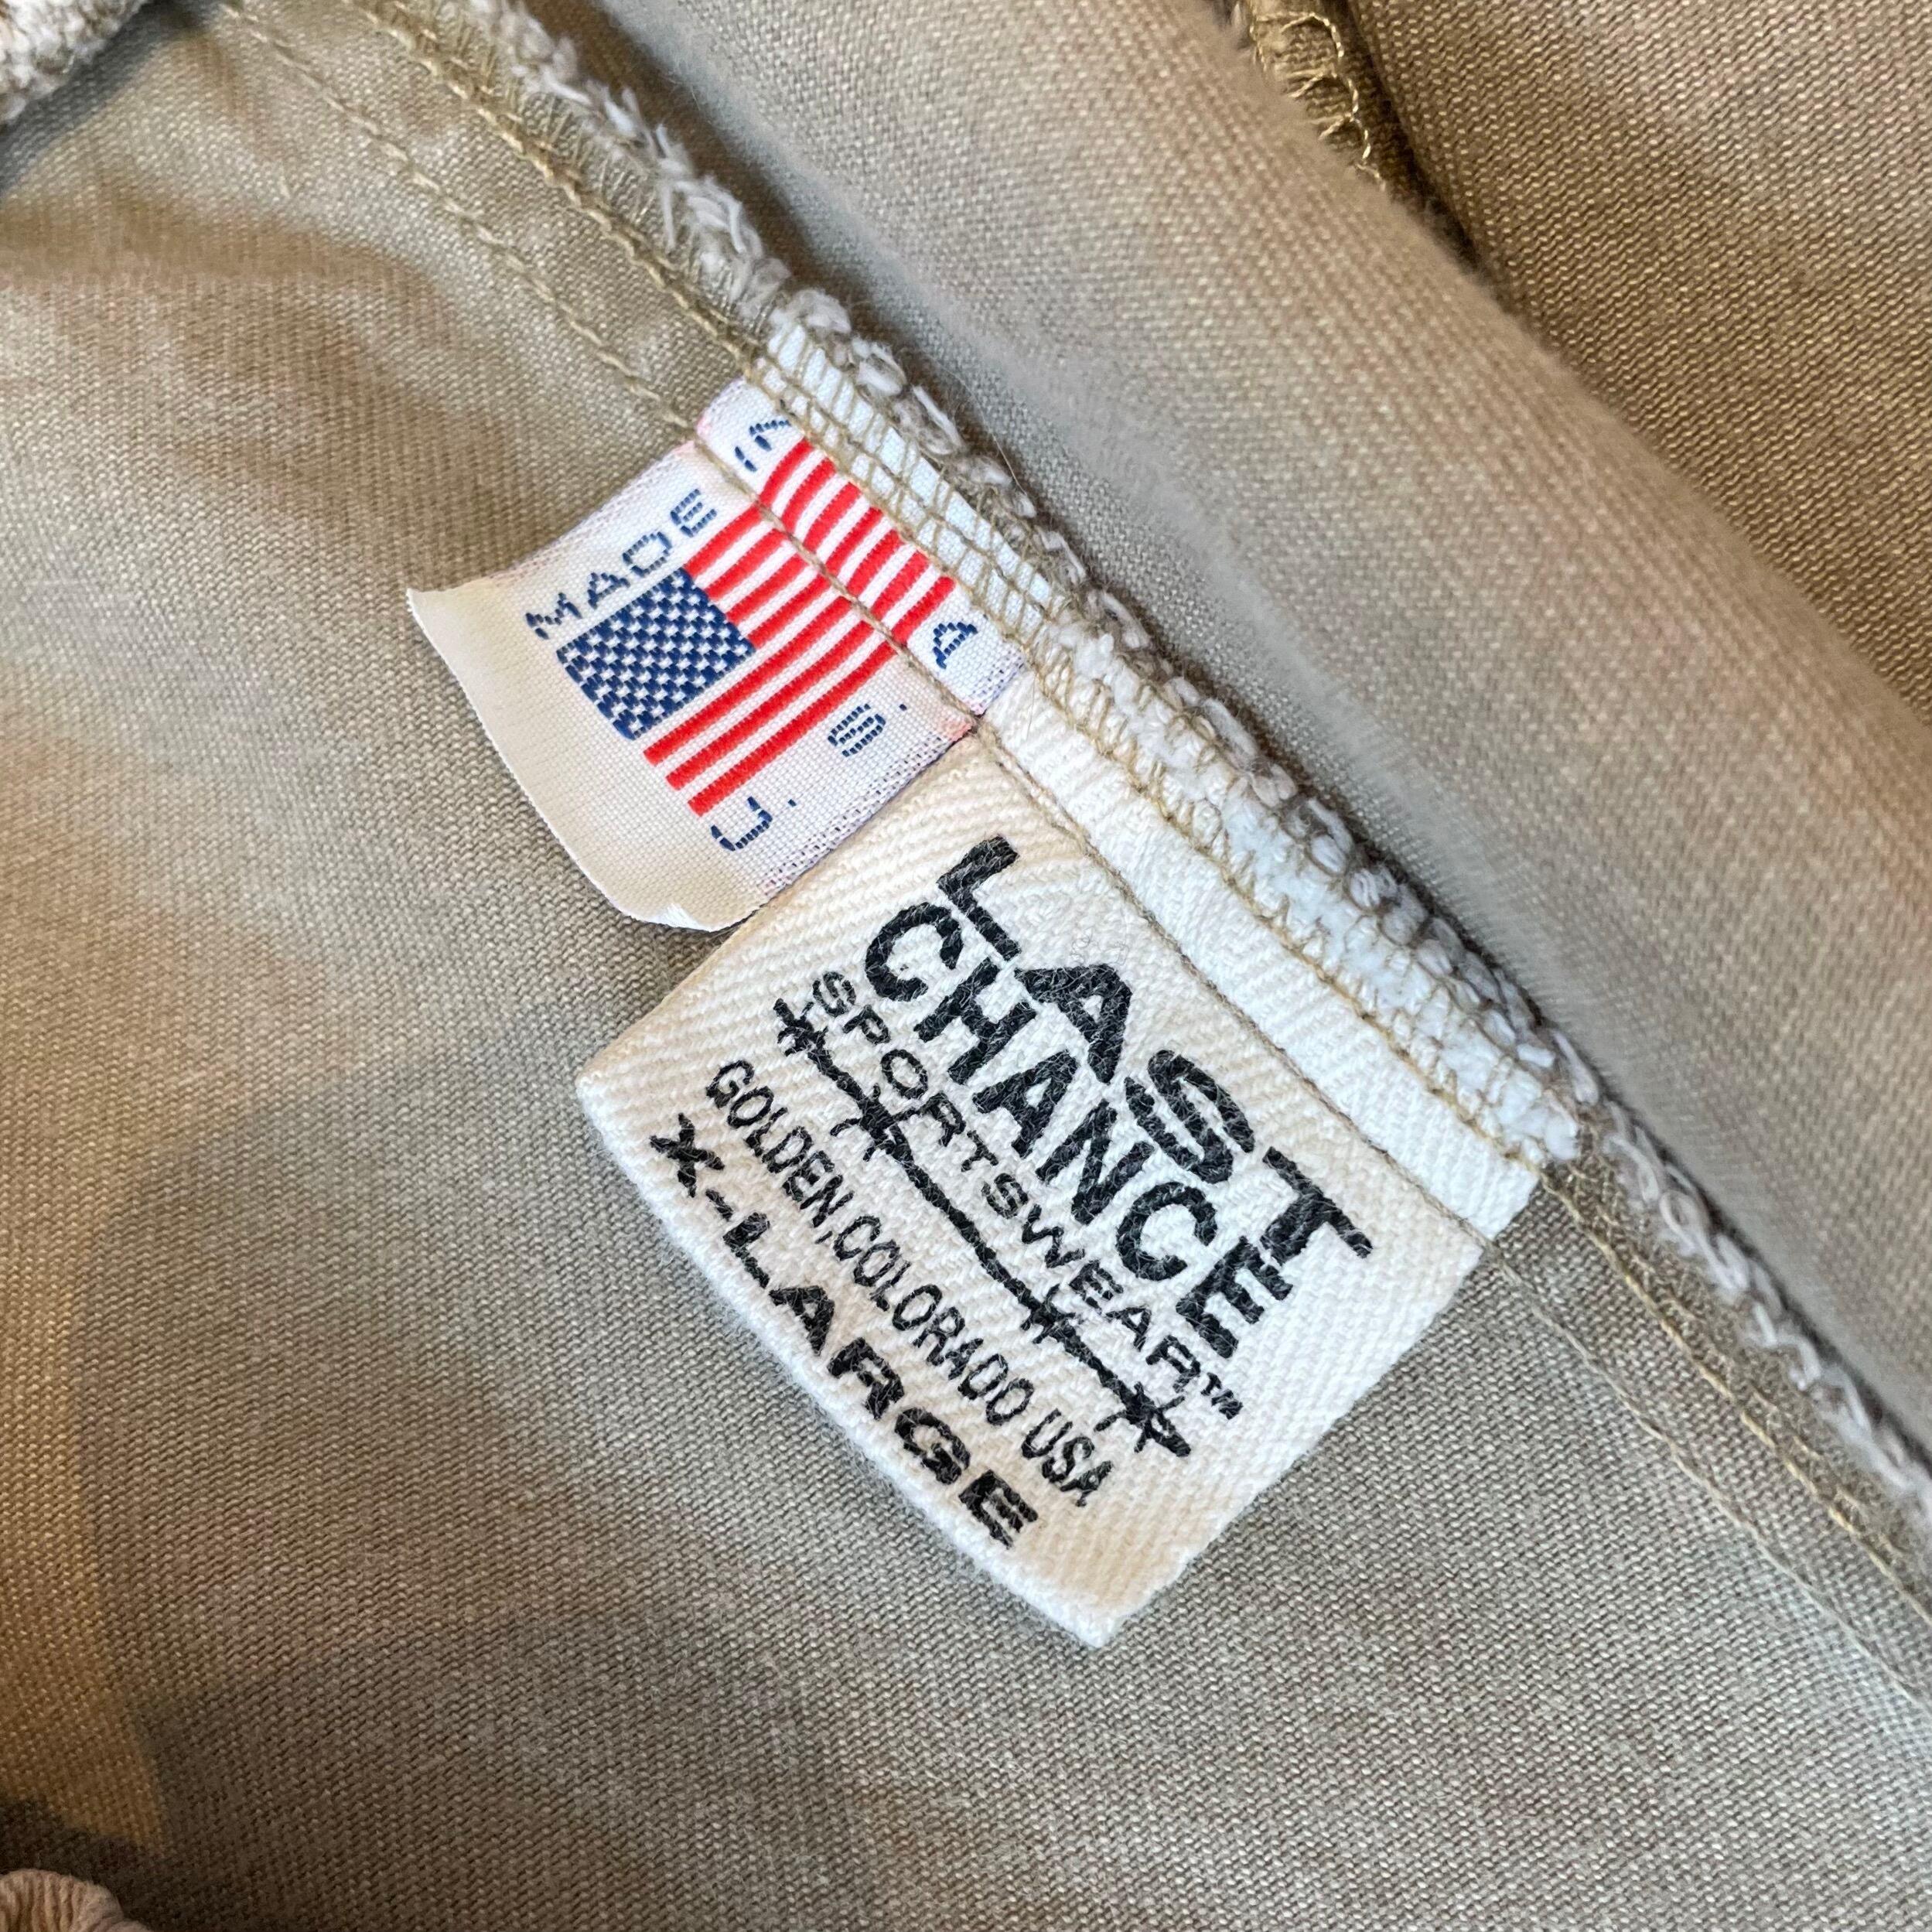 MADE IN
U. S. A
LAST
CHANCE
SPORTSWEAR™
GOLDEN, COLORADO USA
X-LARGE